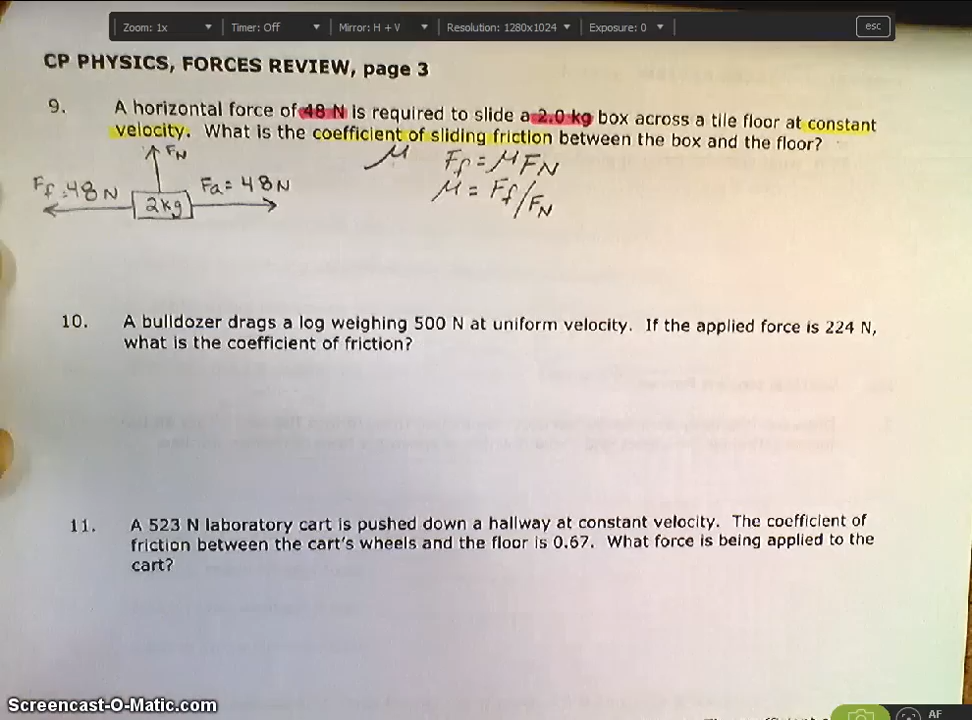 Zoom: 1x Timer: Off Mirror: H + V Resolution: 1280x1024 Exposure: 0 esc
CP PHYSICS, FORCES REVIEW, page 3
9. A horizontal force of 48 N is required to slide a 2.0 kg box across a tile floor at constant
velocity. What is the coefficient of sliding friction between the box and the floor?
FN
μ Ff = μFN
Ff = 48 N 2kg Fa = 48 N
μ = Ff/FN
10. A bulldozer drags a log weighing 500 N at uniform velocity. If the applied force is 224 N,
what is the coefficient of friction?
11. A 523 N laboratory cart is pushed down a hallway at constant velocity. The coefficient of
friction between the cart's wheels and the floor is 0.67. What force is being applied to the
cart?
Screencast-O-Matic.com
AF